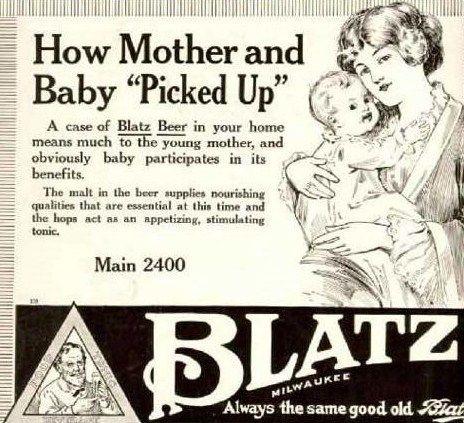 How Mother and
Baby “Picked Up”
A case of Blatz Beer in your home
means much to the young mother, and
obviously baby participates in its
benefits.
The malt in the beer supplies nourishing
qualities that are essential at this time and
the hops act as an appetizing, stimulating
tonic.
Main 2400
BLATZ
MILWAUKEE
Always the same good old Blatz